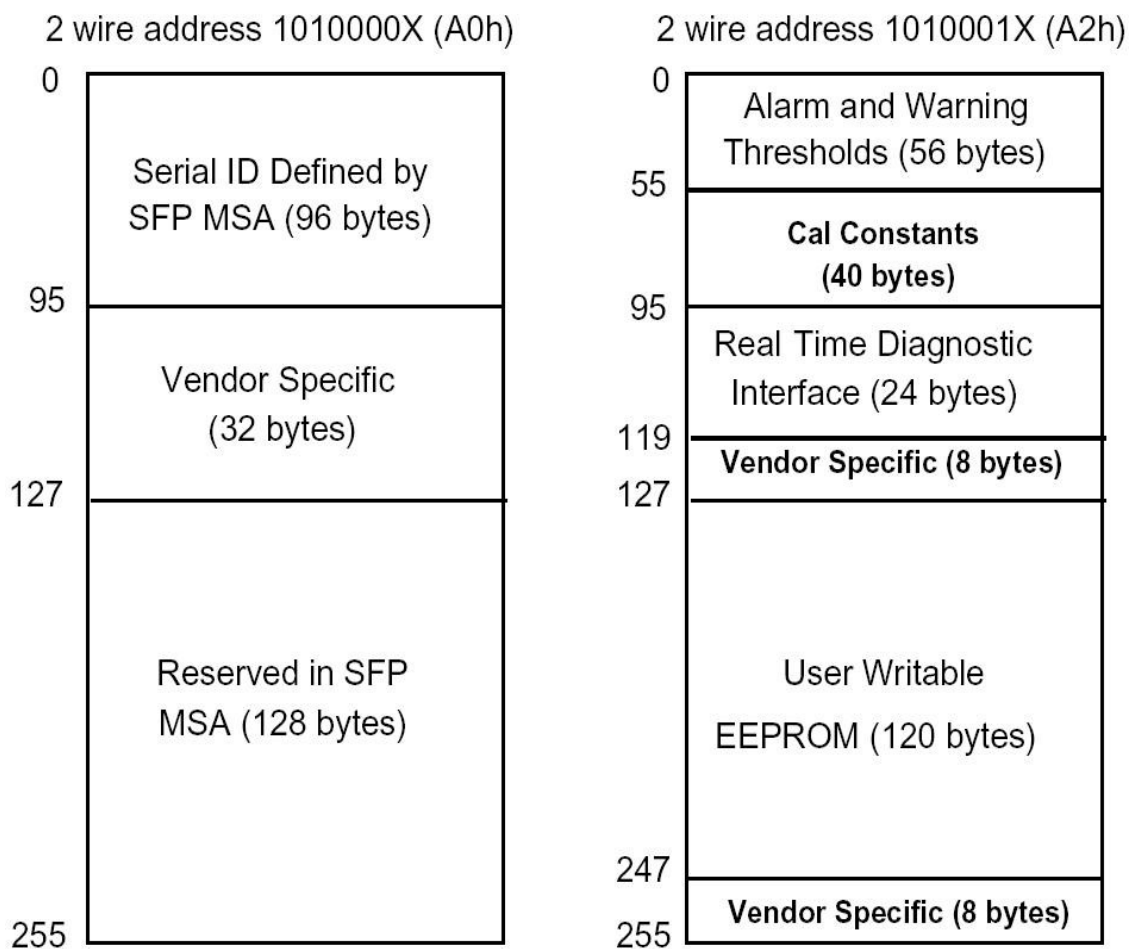 2 wire address 1010000X (A0h)
0
Serial ID Defined by
SFP MSA (96 bytes)
95
Vendor Specific
(32 bytes)
127
Reserved in SFP
MSA (128 bytes)
255
2 wire address 1010001X (A2h)
0
Alarm and Warning
Thresholds (56 bytes)
55
Cal Constants
(40 bytes)
95
Real Time Diagnostic
Interface (24 bytes)
119
Vendor Specific (8 bytes)
127
User Writable
EEPROM (120 bytes)
247
Vendor Specific (8 bytes)
255